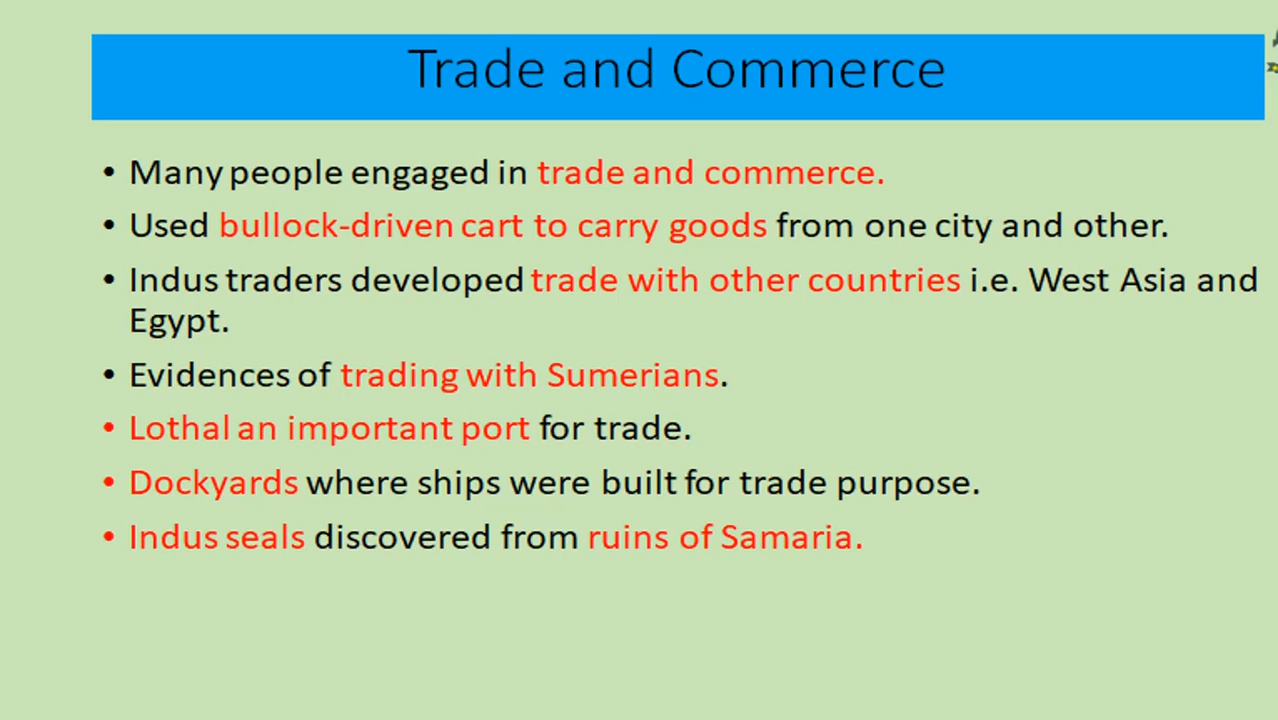 Trade and Commerce
• Many people engaged in trade and commerce.
• Used bullock-driven cart to carry goods from one city and other.
• Indus traders developed trade with other countries i.e. West Asia and
Egypt.
• Evidences of trading with Sumerians.
• Lothal an important port for trade.
• Dockyards where ships were built for trade purpose.
• Indus seals discovered from ruins of Samaria.